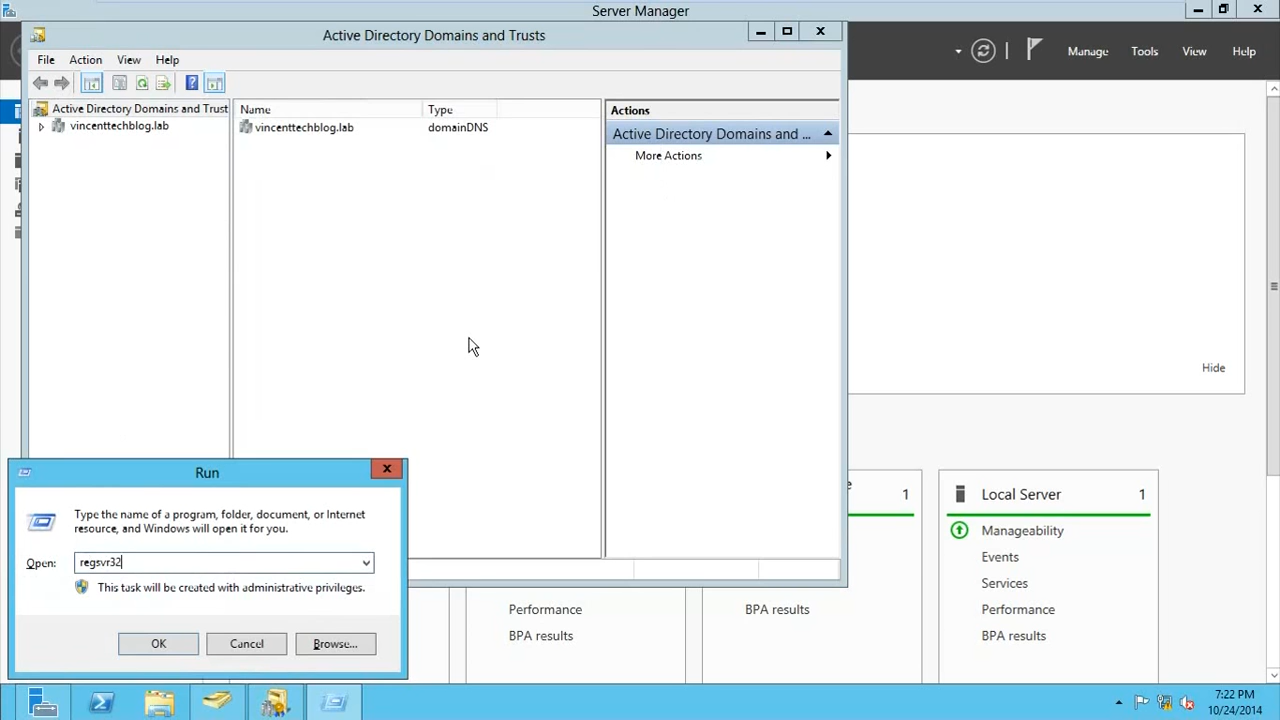 Server Manager
Active Directory Domains and Trusts
Manage
Tools
View
Help
File
Action
View
Help
Active Directory Domains and Trust
vincenttechblog.lab
Name
Type
vincenttechblog.lab
domainDNS
Actions
Active Directory Domains and ...
More Actions
Hide
Run
Type the name of a program, folder, document, or Internet
resource, and Windows will open it for you.
Open:
regsvr32
This task will be created with administrative privileges.
OK
Cancel
Browse...
Performance
BPA results
1
BPA results
Local Server
1
Manageability
Events
Services
Performance
BPA results
7:22 PM
10/24/2014